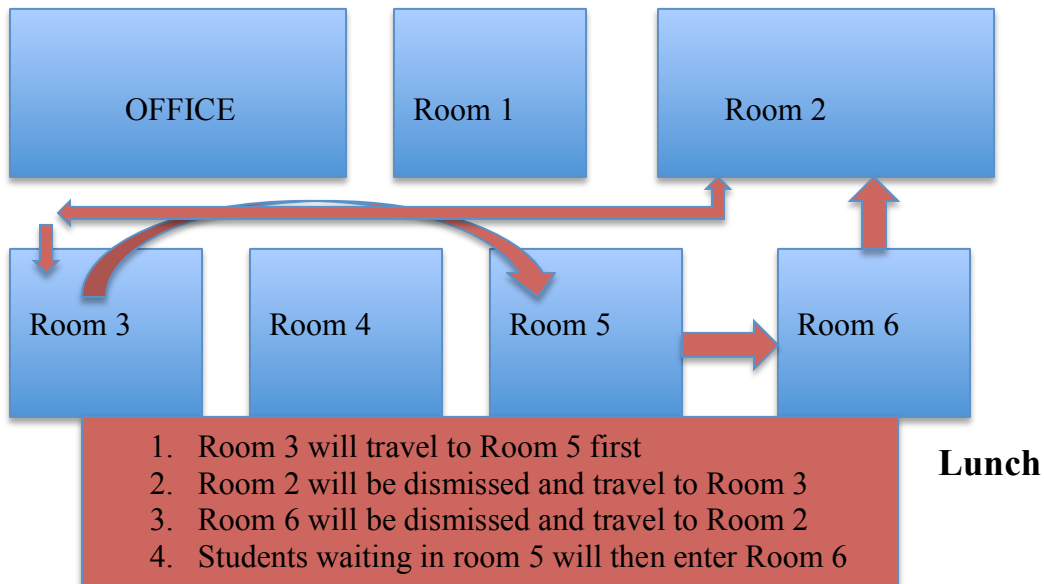 OFFICE
Room 1
Room 2
Room 3
Room 4
Room 5
Room 6
1. Room 3 will travel to Room 5 first
2. Room 2 will be dismissed and travel to Room 3
3. Room 6 will be dismissed and travel to Room 2
4. Students waiting in room 5 will then enter Room 6
Lunch